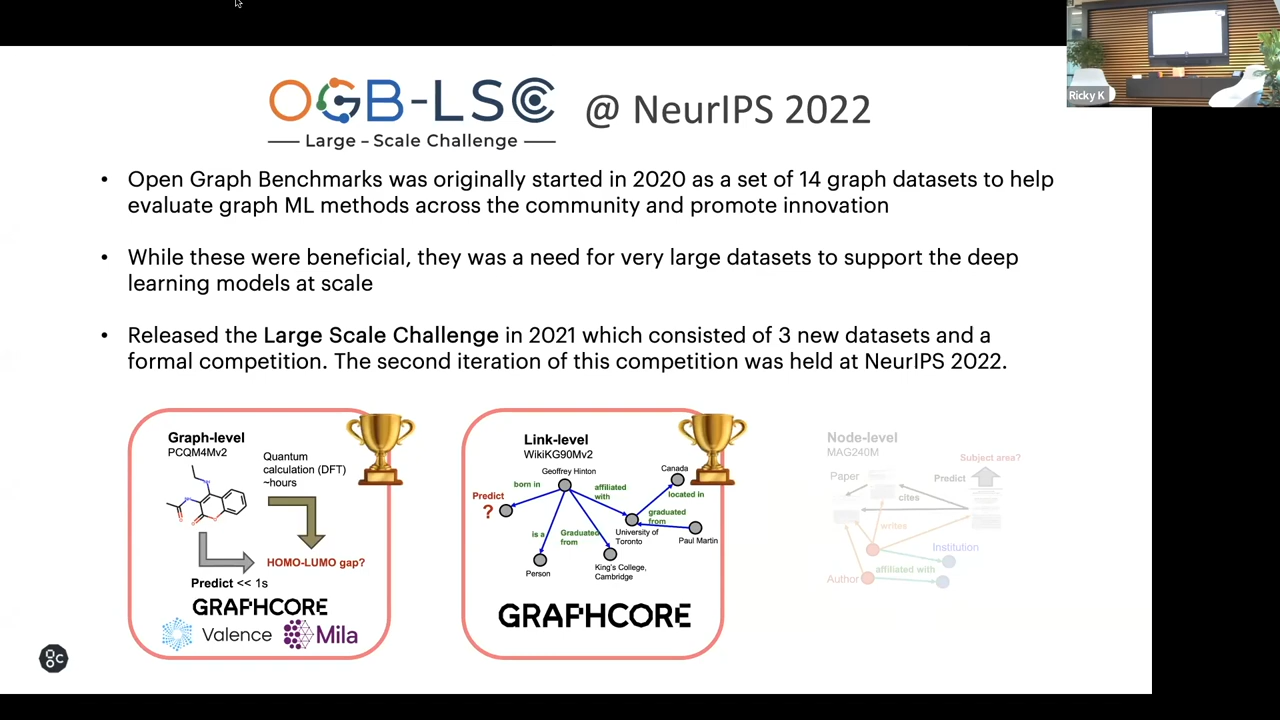 Ricky K
OGB-LSC @ NeurIPS 2022
Large - Scale Challenge
• Open Graph Benchmarks was originally started in 2020 as a set of 14 graph datasets to help
evaluate graph ML methods across the community and promote innovation
• While these were beneficial, they was a need for very large datasets to support the deep
learning models at scale
• Released the Large Scale Challenge in 2021 which consisted of 3 new datasets and a
formal competition. The second iteration of this competition was held at NeurIPS 2022.
Graph-level
PCQM4Mv2
Quantum
calculation (DFT)
~hours
HOMO-LUMO gap?
Predict << 1s
GRAPHCORE
Valence
Mila
Link-level
WikiKG90Mv2
Geoffrey Hinton
Canada
born in
affiliated
with
located in
Predict
?
graduated
from
University of
Toronto
Paul Martin
is a
Graduated
from
Person
King's College,
Cambridge
GRAPHCORE
Node-level
MAG240M
Subject area?
Paper
Predict
cites
writes
Institution
Author
affiliated with